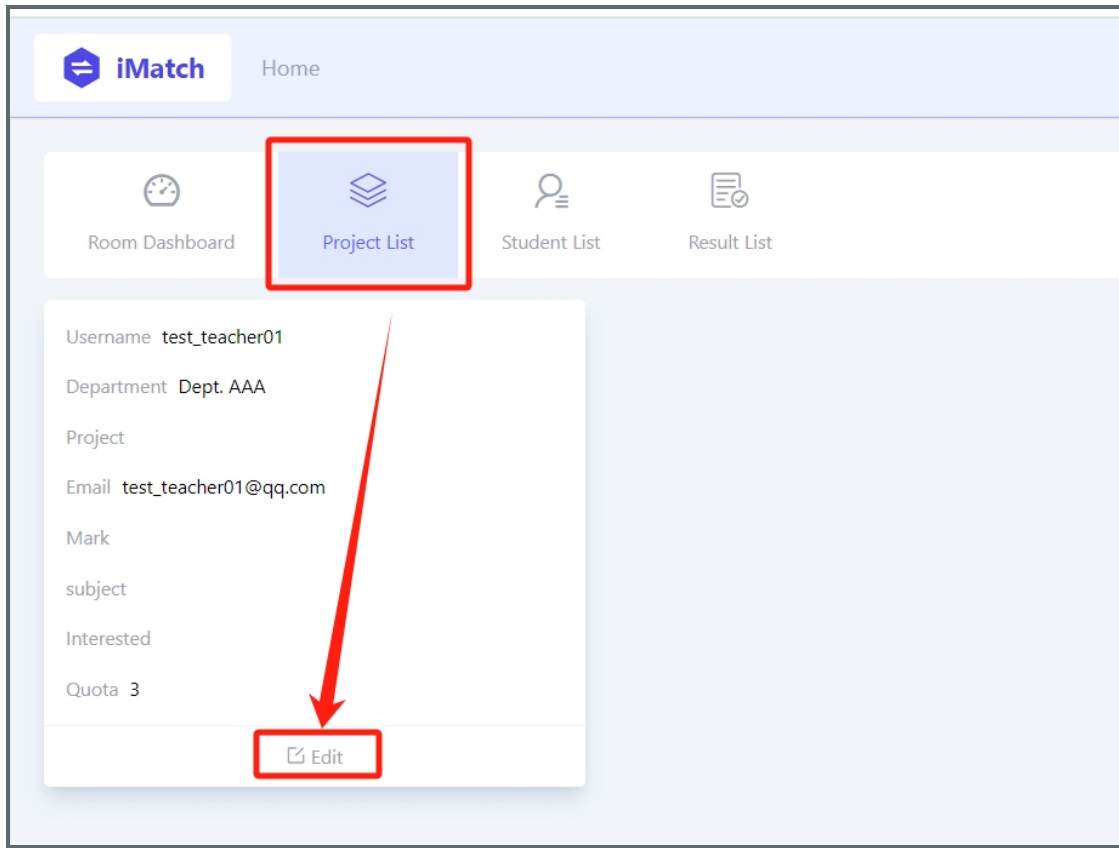 iMatch Home
Room Dashboard Project List Student List Result List
Username test_teacher01
Department Dept. AAA
Project
Email test_teacher01@qq.com
Mark
subject
Interested
Quota 3
Edit